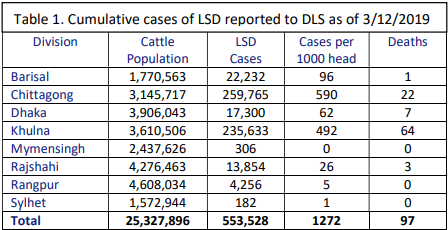 Table 1. Cumulative cases of LSD reported to DLS as of 3/12/2019
Division Cattle Population LSD Cases Cases per 1000 head Deaths
Barisal 1,770,563 22,232 96 1
Chittagong 3,145,717 259,765 590 22
Dhaka 3,906,043 17,300 62 7
Khulna 3,610,506 235,633 492 64
Mymensingh 2,437,626 306 0 0
Rajshahi 4,276,463 13,854 26 3
Rangpur 4,608,034 4,256 5 0
Sylhet 1,572,944 182 1 0
Total 25,327,896 553,528 1272 97